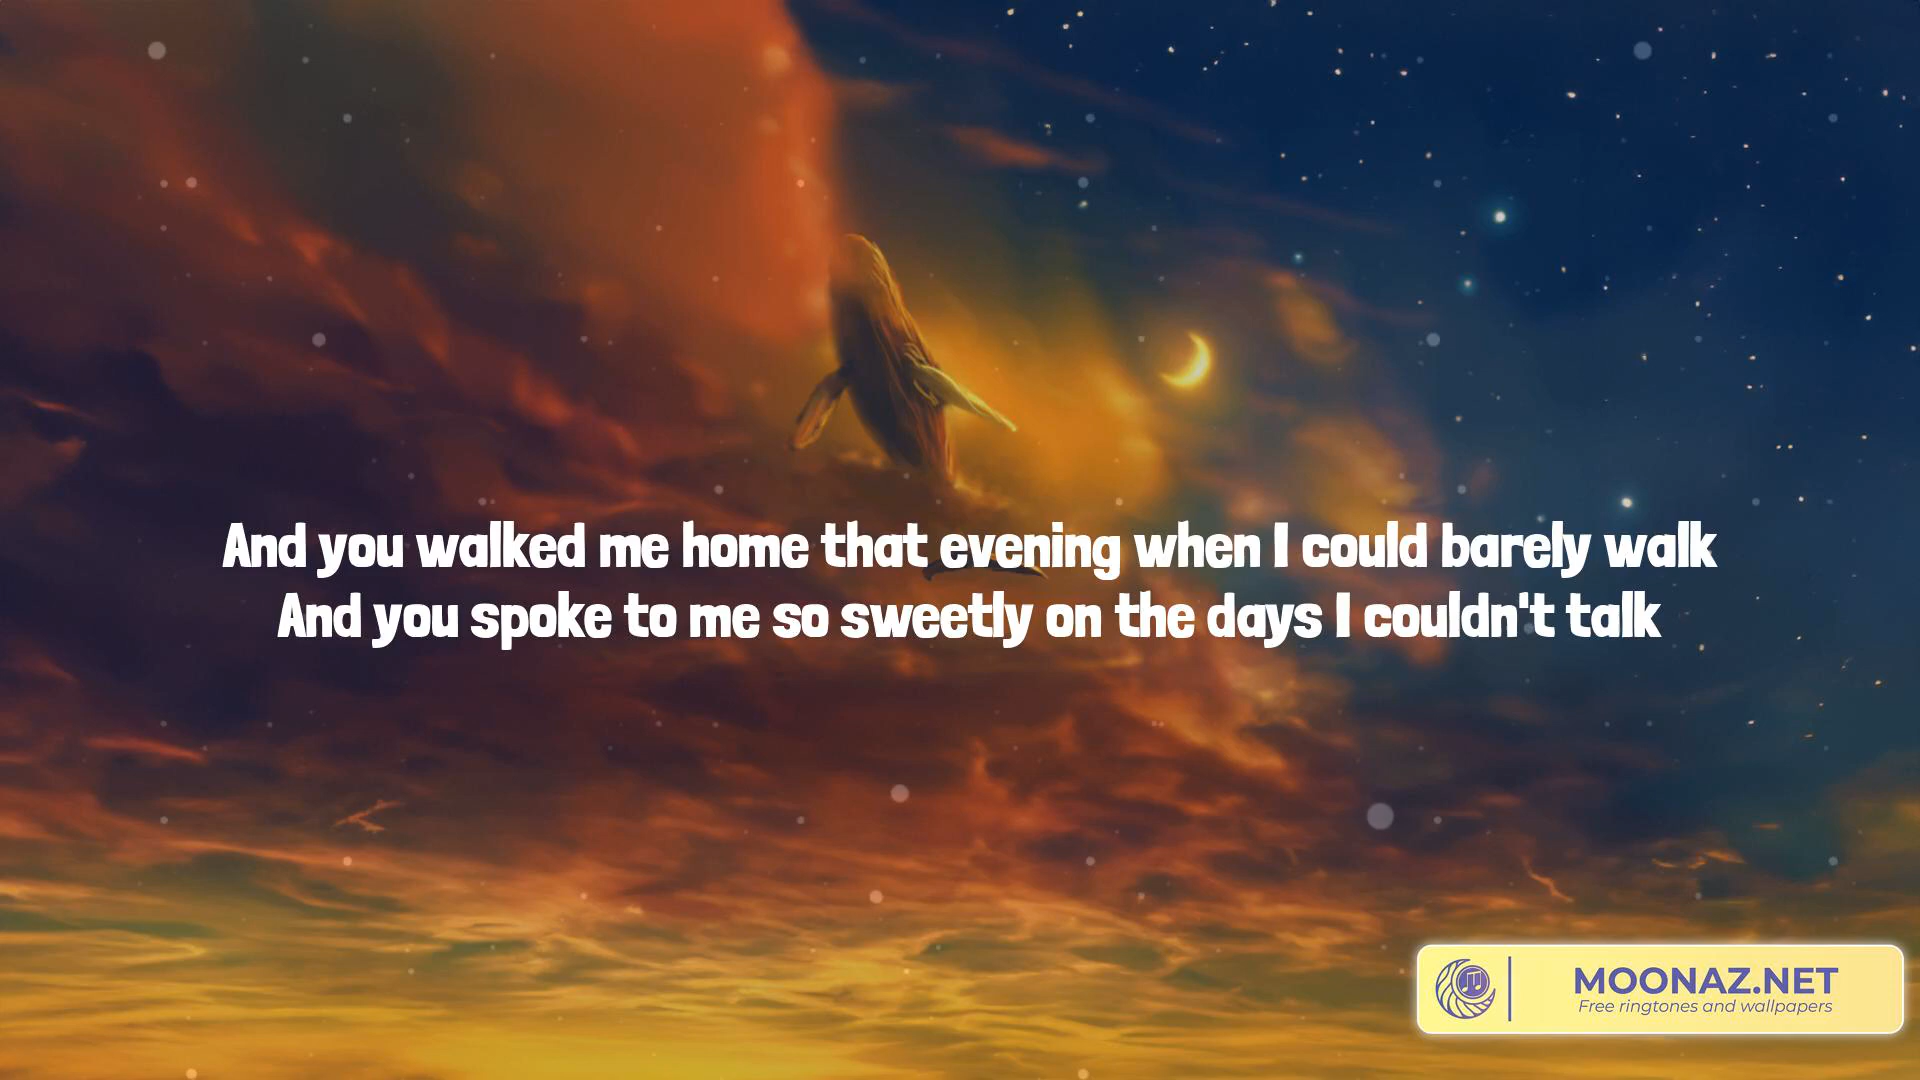 And you walked me home that evening when I could barely walk
And you spoke to me so sweetly on the days I couldn't talk
MOONAZ.NET
Free ringtones and wallpapers